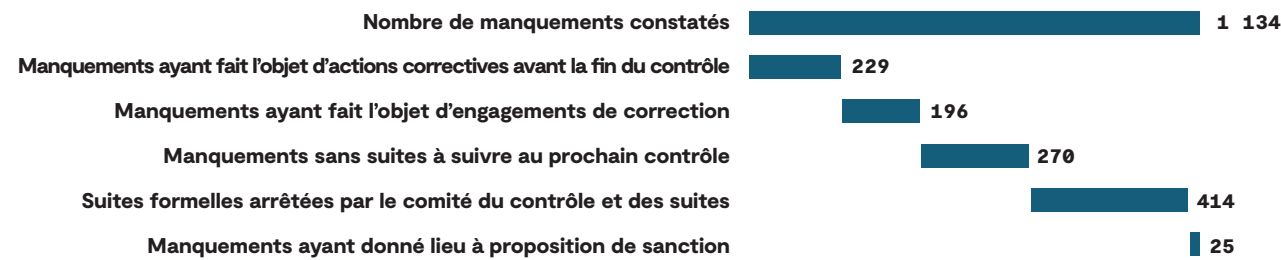 Nombre de manquements constatés 1 134
Manquements ayant fait l’objet d’actions correctives avant la fin du contrôle 229
Manquements ayant fait l’objet d’engagements de correction 196
Manquements sans suites à suivre au prochain contrôle 270
Suites formelles arrêtées par le comité du contrôle et des suites 414
Manquements ayant donné lieu à proposition de sanction 25